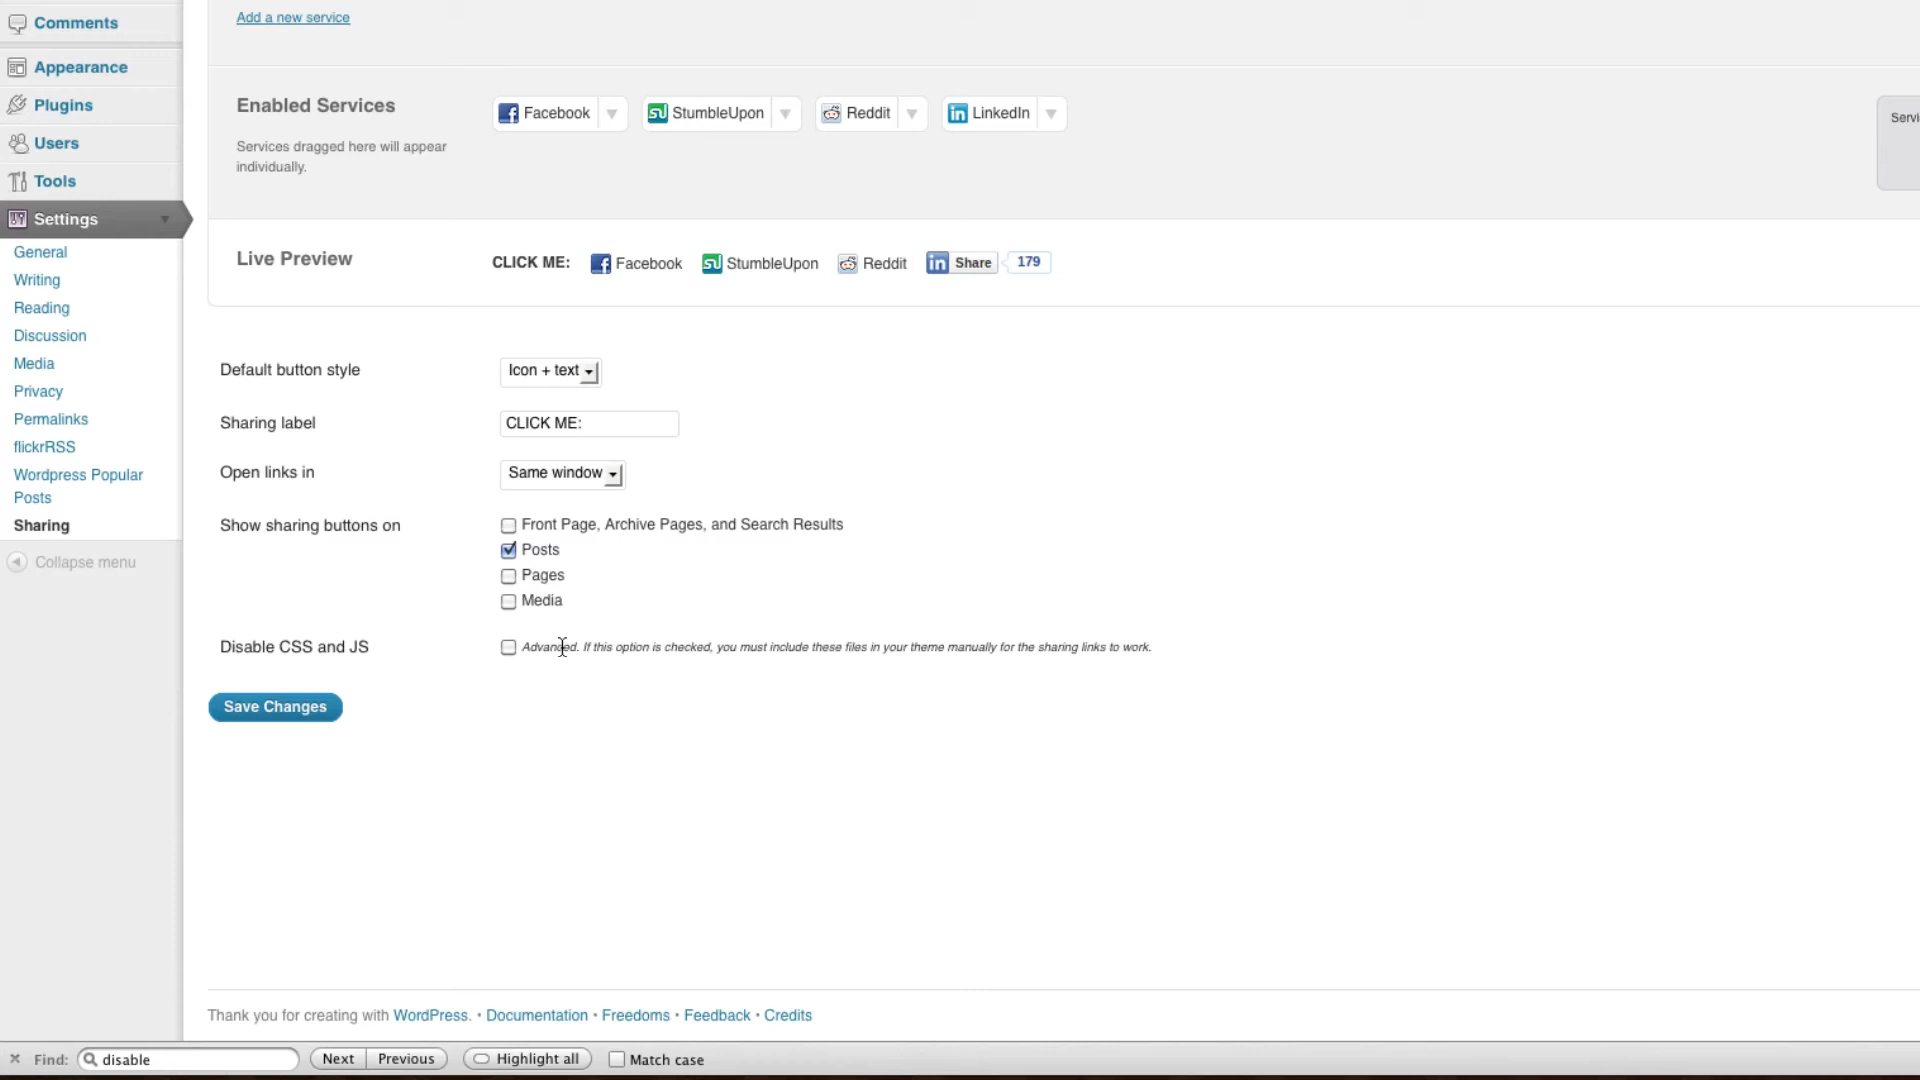 Comments
Appearance
Plugins
Users
Tools
Settings
General
Writing
Reading
Discussion
Media
Privacy
Permalinks
flickrRSS
Wordpress Popular
Posts
Sharing
Collapse menu
Add a new service
Enabled Services
Services dragged here will appear
individually.
Facebook StumbleUpon Reddit LinkedIn
Live Preview
CLICK ME: Facebook StumbleUpon Reddit in Share 179
Default button style Icon + text
Sharing label CLICK ME:
Open links in Same window
Show sharing buttons on
Front Page, Archive Pages, and Search Results
Posts
Pages
Media
Disable CSS and JS Advanced. If this option is checked, you must include these files in your theme manually for the sharing links to work.
Save Changes
Thank you for creating with WordPress. • Documentation • Freedoms • Feedback • Credits
Find: disable Next Previous Highlight all Match case